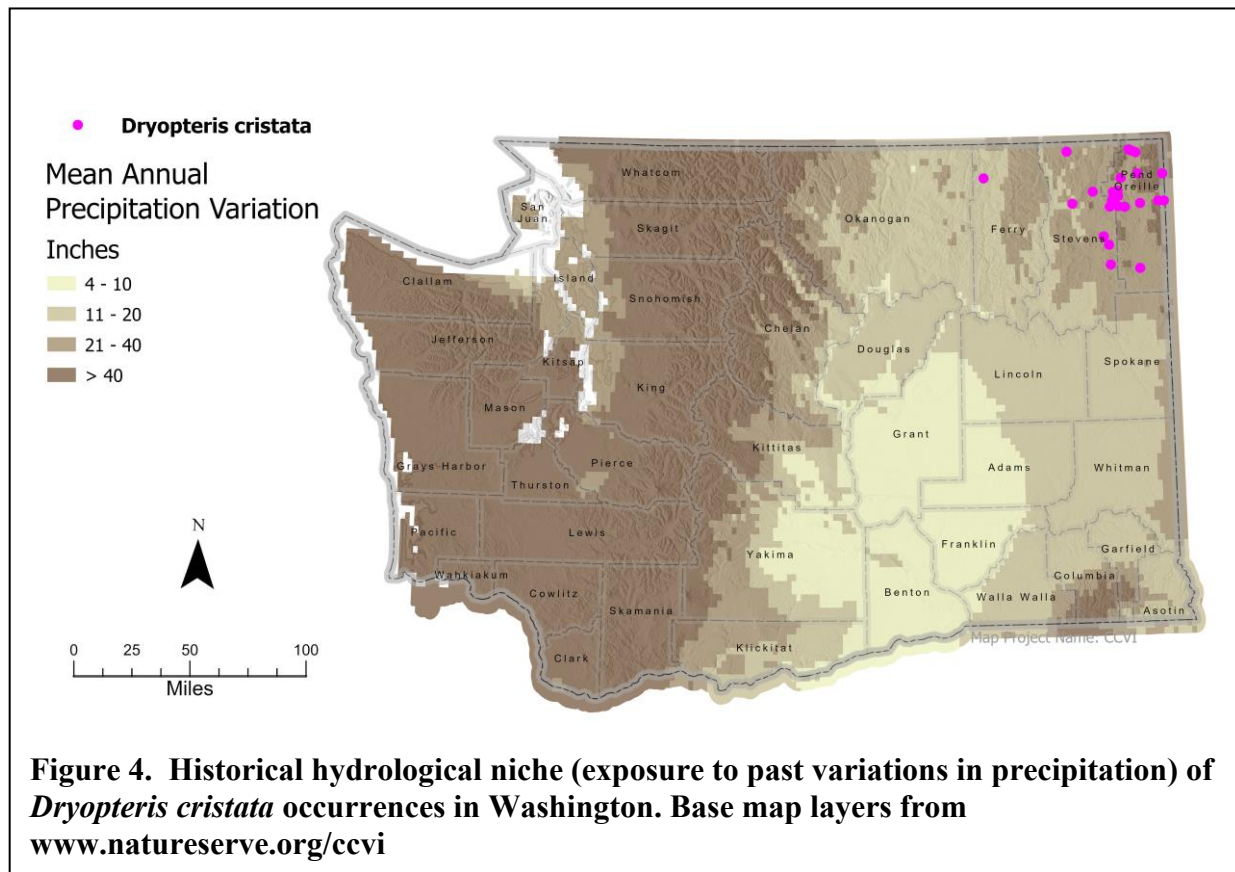 Dryopteris cristata
Mean Annual
Precipitation Variation
Inches
4 - 10
11 - 20
21 - 40
> 40
Whatcom
San
Juan
Skagit
Okanogan
Ferry
Stevens
Pend
Oreille
Island
Clallam
Snohomish
Chelan
Jefferson
Douglas
Kitsap
King
Lincoln
Spokane
Mason
Grant
Kittitas
Grays Harbor
Pierce
Adams
Whitman
Thurston
Pacific
Lewis
Yakima
Franklin
Garfield
Wahkiakum
Columbia
Cowlitz
Benton
Walla Walla
Skamania
Asotin
Klickitat
Clark
Map Project Name: CCVI
N
0 25 50 100
Miles
Figure 4. Historical hydrological niche (exposure to past variations in precipitation) of
Dryopteris cristata occurrences in Washington. Base map layers from
www.natureserve.org/ccvi